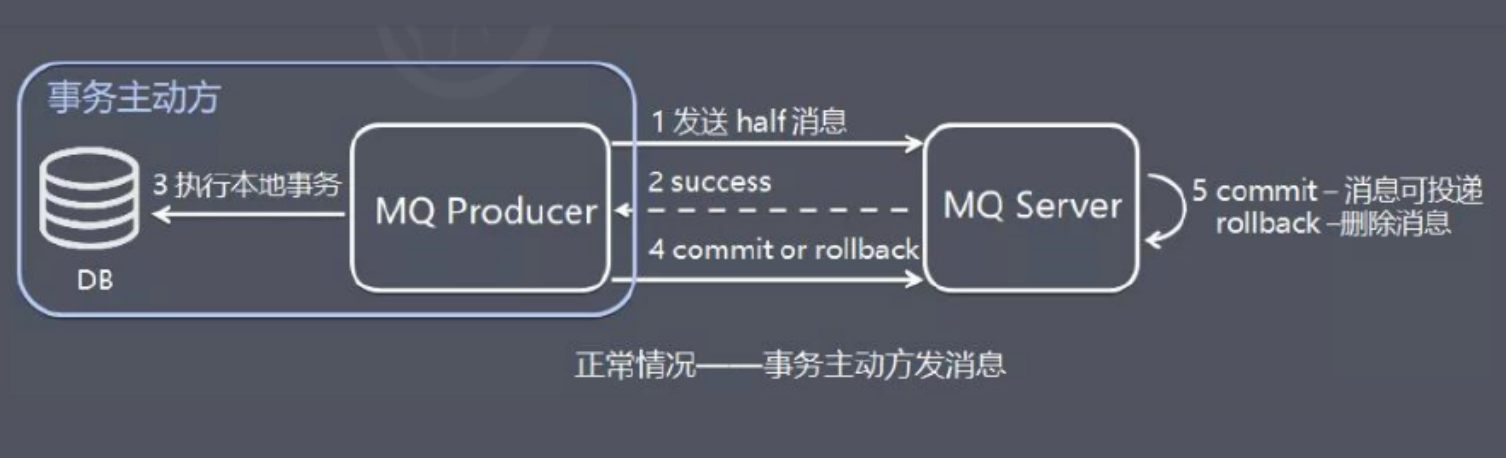 事务主动方
1 发送 half 消息
2 success
3 执行本地事务
MQ Producer
MQ Server
5 commit – 消息可投递
rollback –删除消息
4 commit or rollback
DB
正常情况——事务主动方发消息